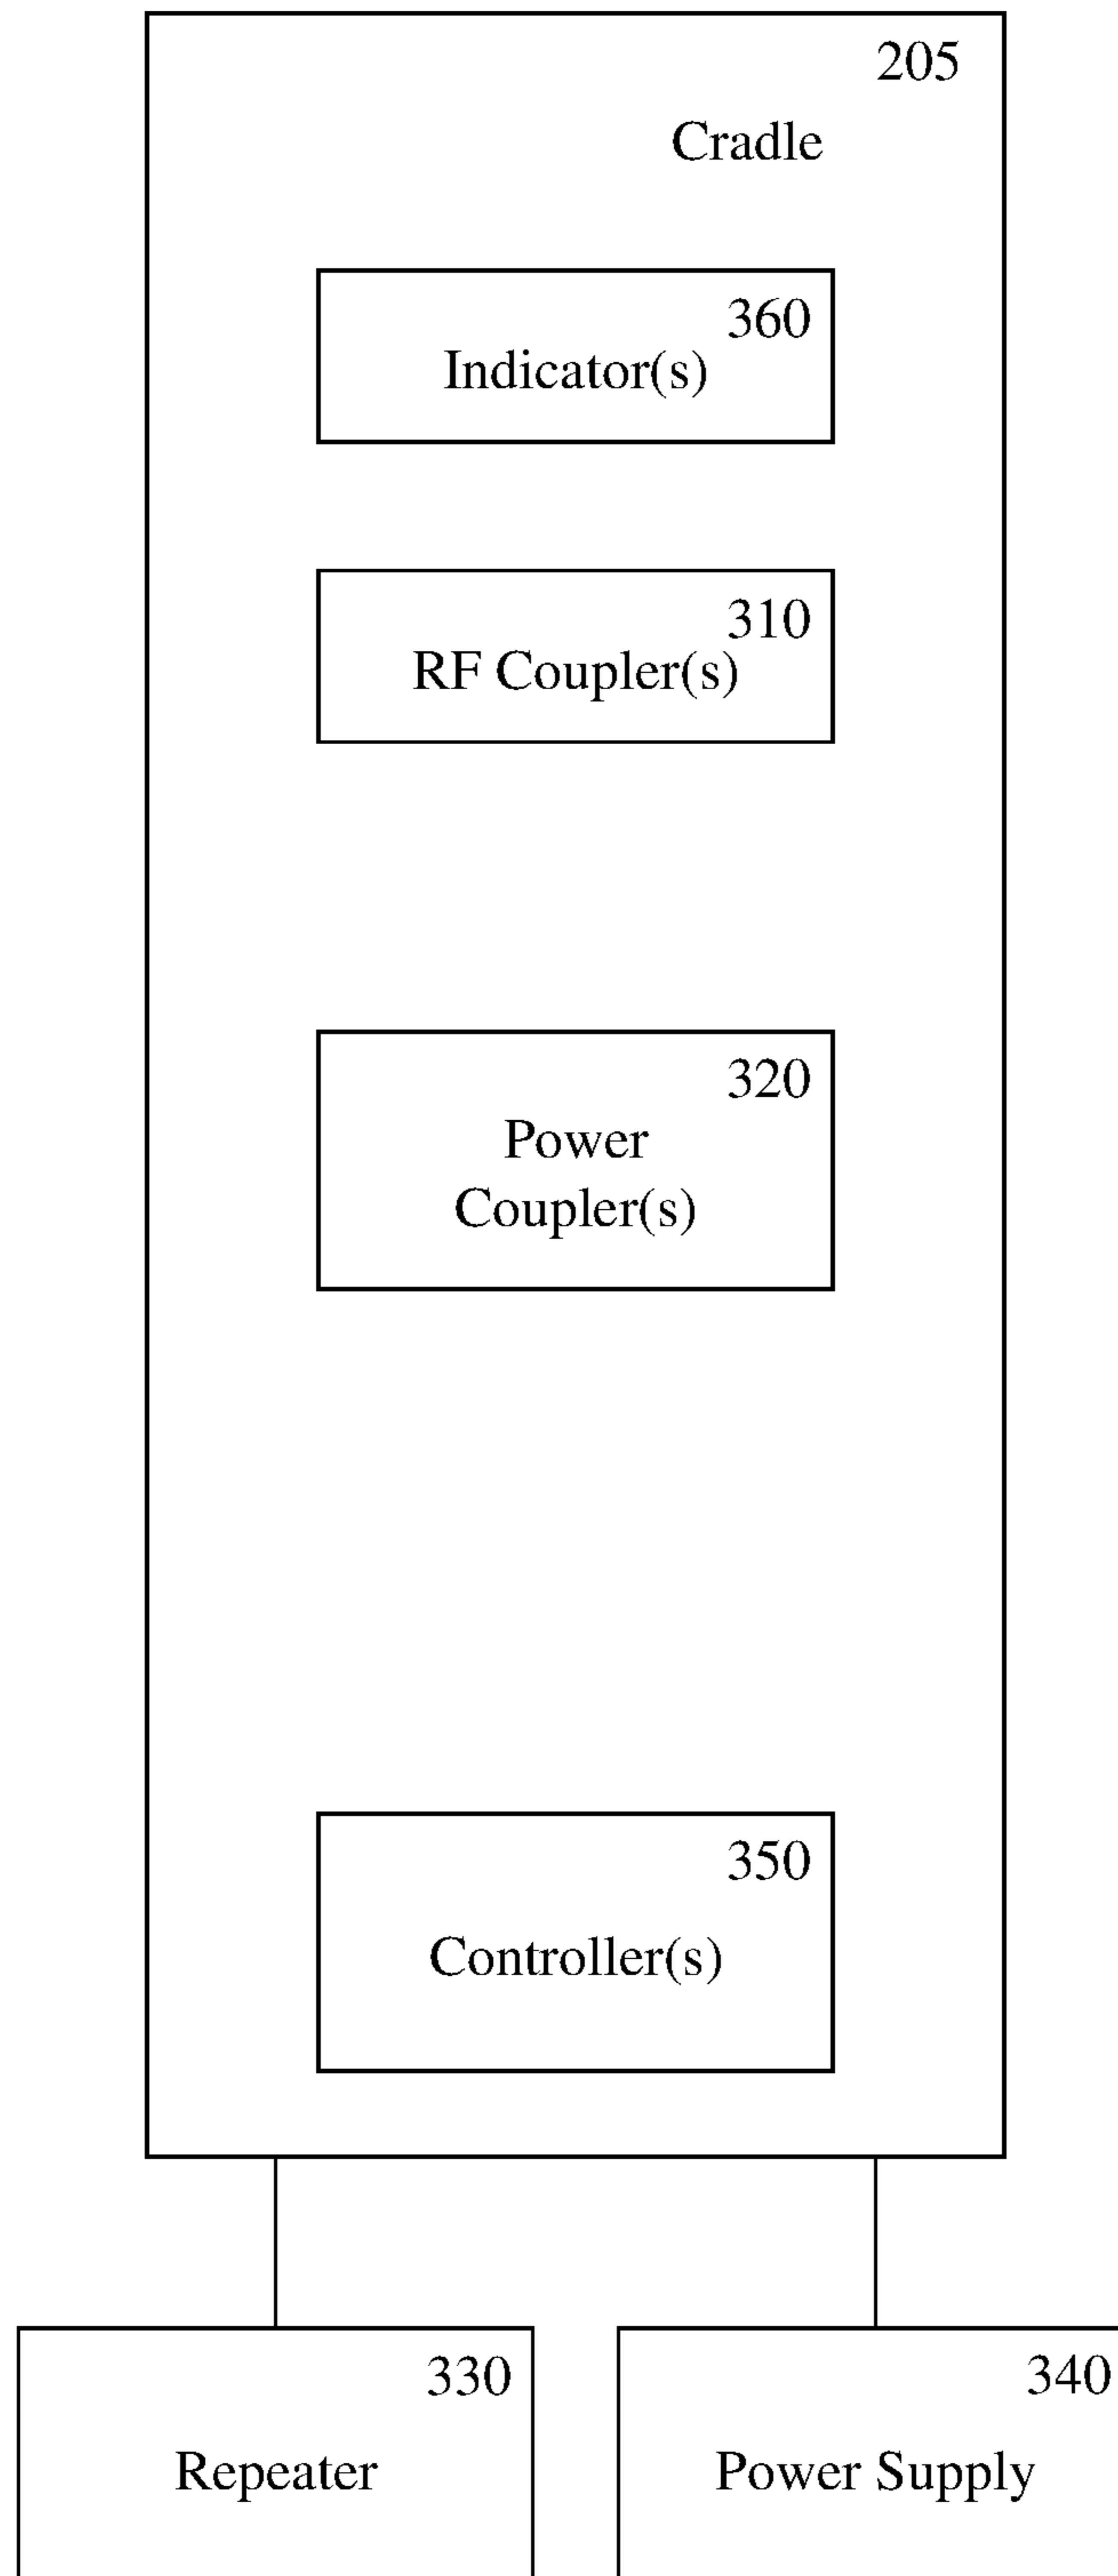 205
Cradle
360
Indicator(s)
310
RF Coupler(s)
320
Power
Coupler(s)
350
Controller(s)
330
Repeater
340
Power Supply